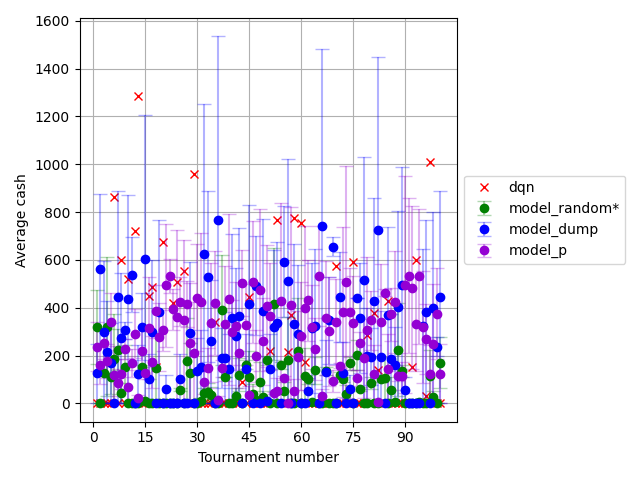 1600
1400
1200
1000
800
600
400
200
0
Average cash
0 15 30 45 60 75 90
Tournament number
dqn
model_random*
model_dump
model_p